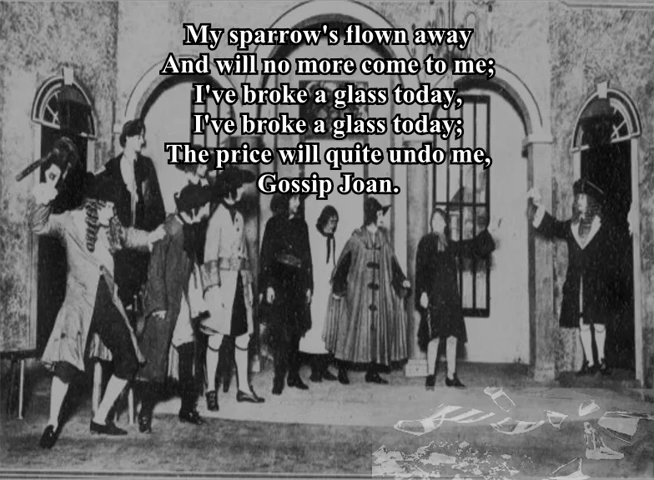 My sparrow's flown away
And will no more come to me;
I've broke a glass today,
I've broke a glass today;
The price will quite undo me,
Gossip Joan.